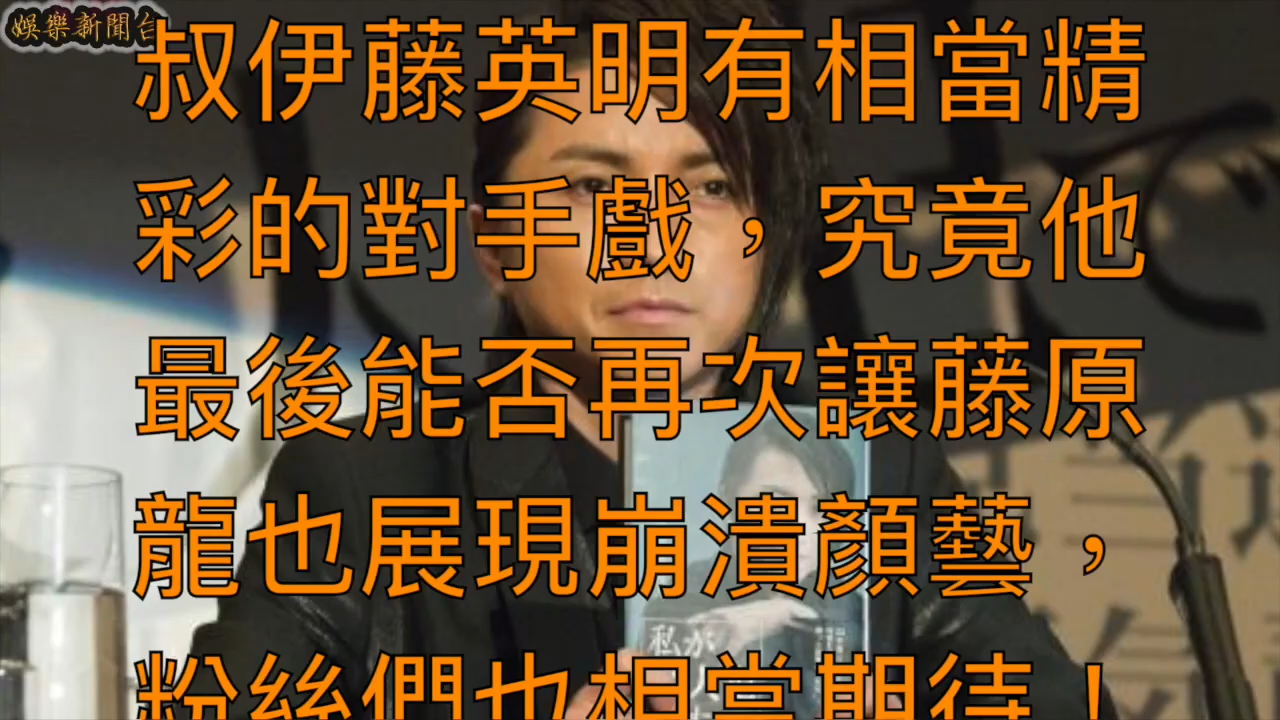 娛樂新聞台
叔伊藤英明有相當精
彩的對手戲，究竟他
最後能否再次讓藤原
龍也展現崩潰顏藝，
粉絲們也相當期待！
私が